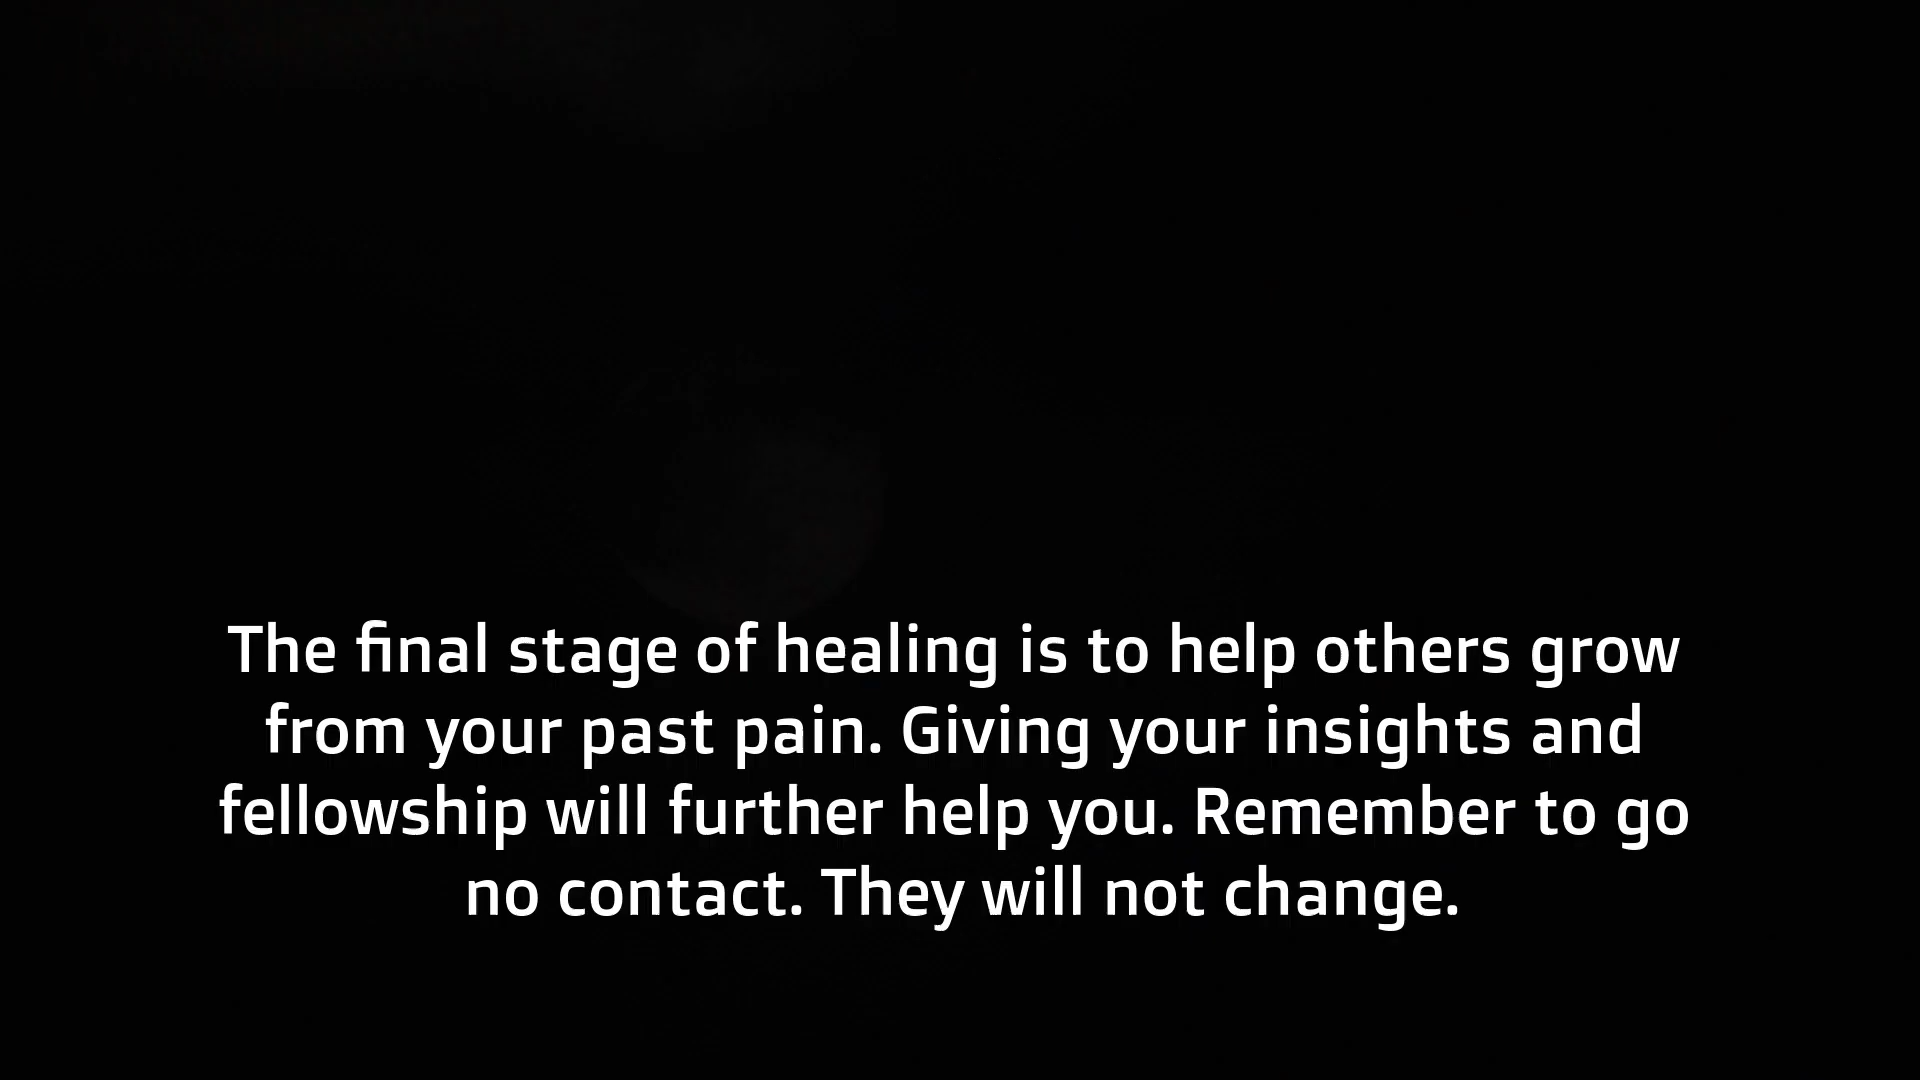 The final stage of healing is to help others grow
from your past pain. Giving your insights and
fellowship will further help you. Remember to go
no contact. They will not change.